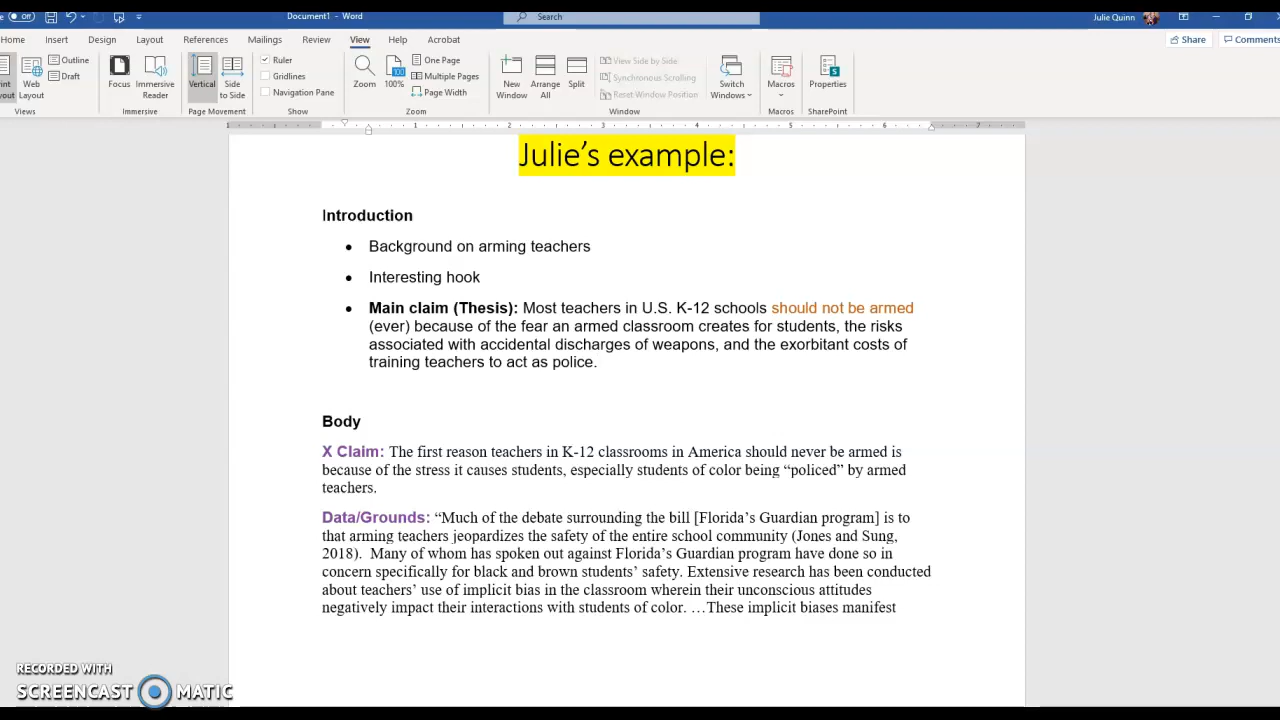 Off
Document1 - Word
Search
Julie Quinn
Home Insert Design Layout References Mailings Review View Help Acrobat
Share
Comments
Web Layout
Outline
Draft
Views
Focus
Immersive Reader
Immersive
Vertical
Side to Side
Page Movement
Ruler
Gridlines
Navigation Pane
Show
Zoom
100%
One Page
Multiple Pages
Page Width
Zoom
New Window
Arrange All
Split
View Side by Side
Synchronous Scrolling
Reset Window Position
Window
Switch Windows
Macros
Macros
Properties
SharePoint
1 1 2 3 4 5 6 7
Julie’s example:
Introduction
• Background on arming teachers
• Interesting hook
• Main claim (Thesis): Most teachers in U.S. K-12 schools should not be armed
(ever) because of the fear an armed classroom creates for students, the risks
associated with accidental discharges of weapons, and the exorbitant costs of
training teachers to act as police.
Body
X Claim: The first reason teachers in K-12 classrooms in America should never be armed is
because of the stress it causes students, especially students of color being “policed” by armed
teachers.
Data/Grounds: “Much of the debate surrounding the bill [Florida’s Guardian program] is to
that arming teachers jeopardizes the safety of the entire school community (Jones and Sung,
2018).  Many of whom has spoken out against Florida’s Guardian program have done so in
concern specifically for black and brown students’ safety. Extensive research has been conducted
about teachers’ use of implicit bias in the classroom wherein their unconscious attitudes
negatively impact their interactions with students of color. …These implicit biases manifest
RECORDED WITH
SCREENCAST MATIC